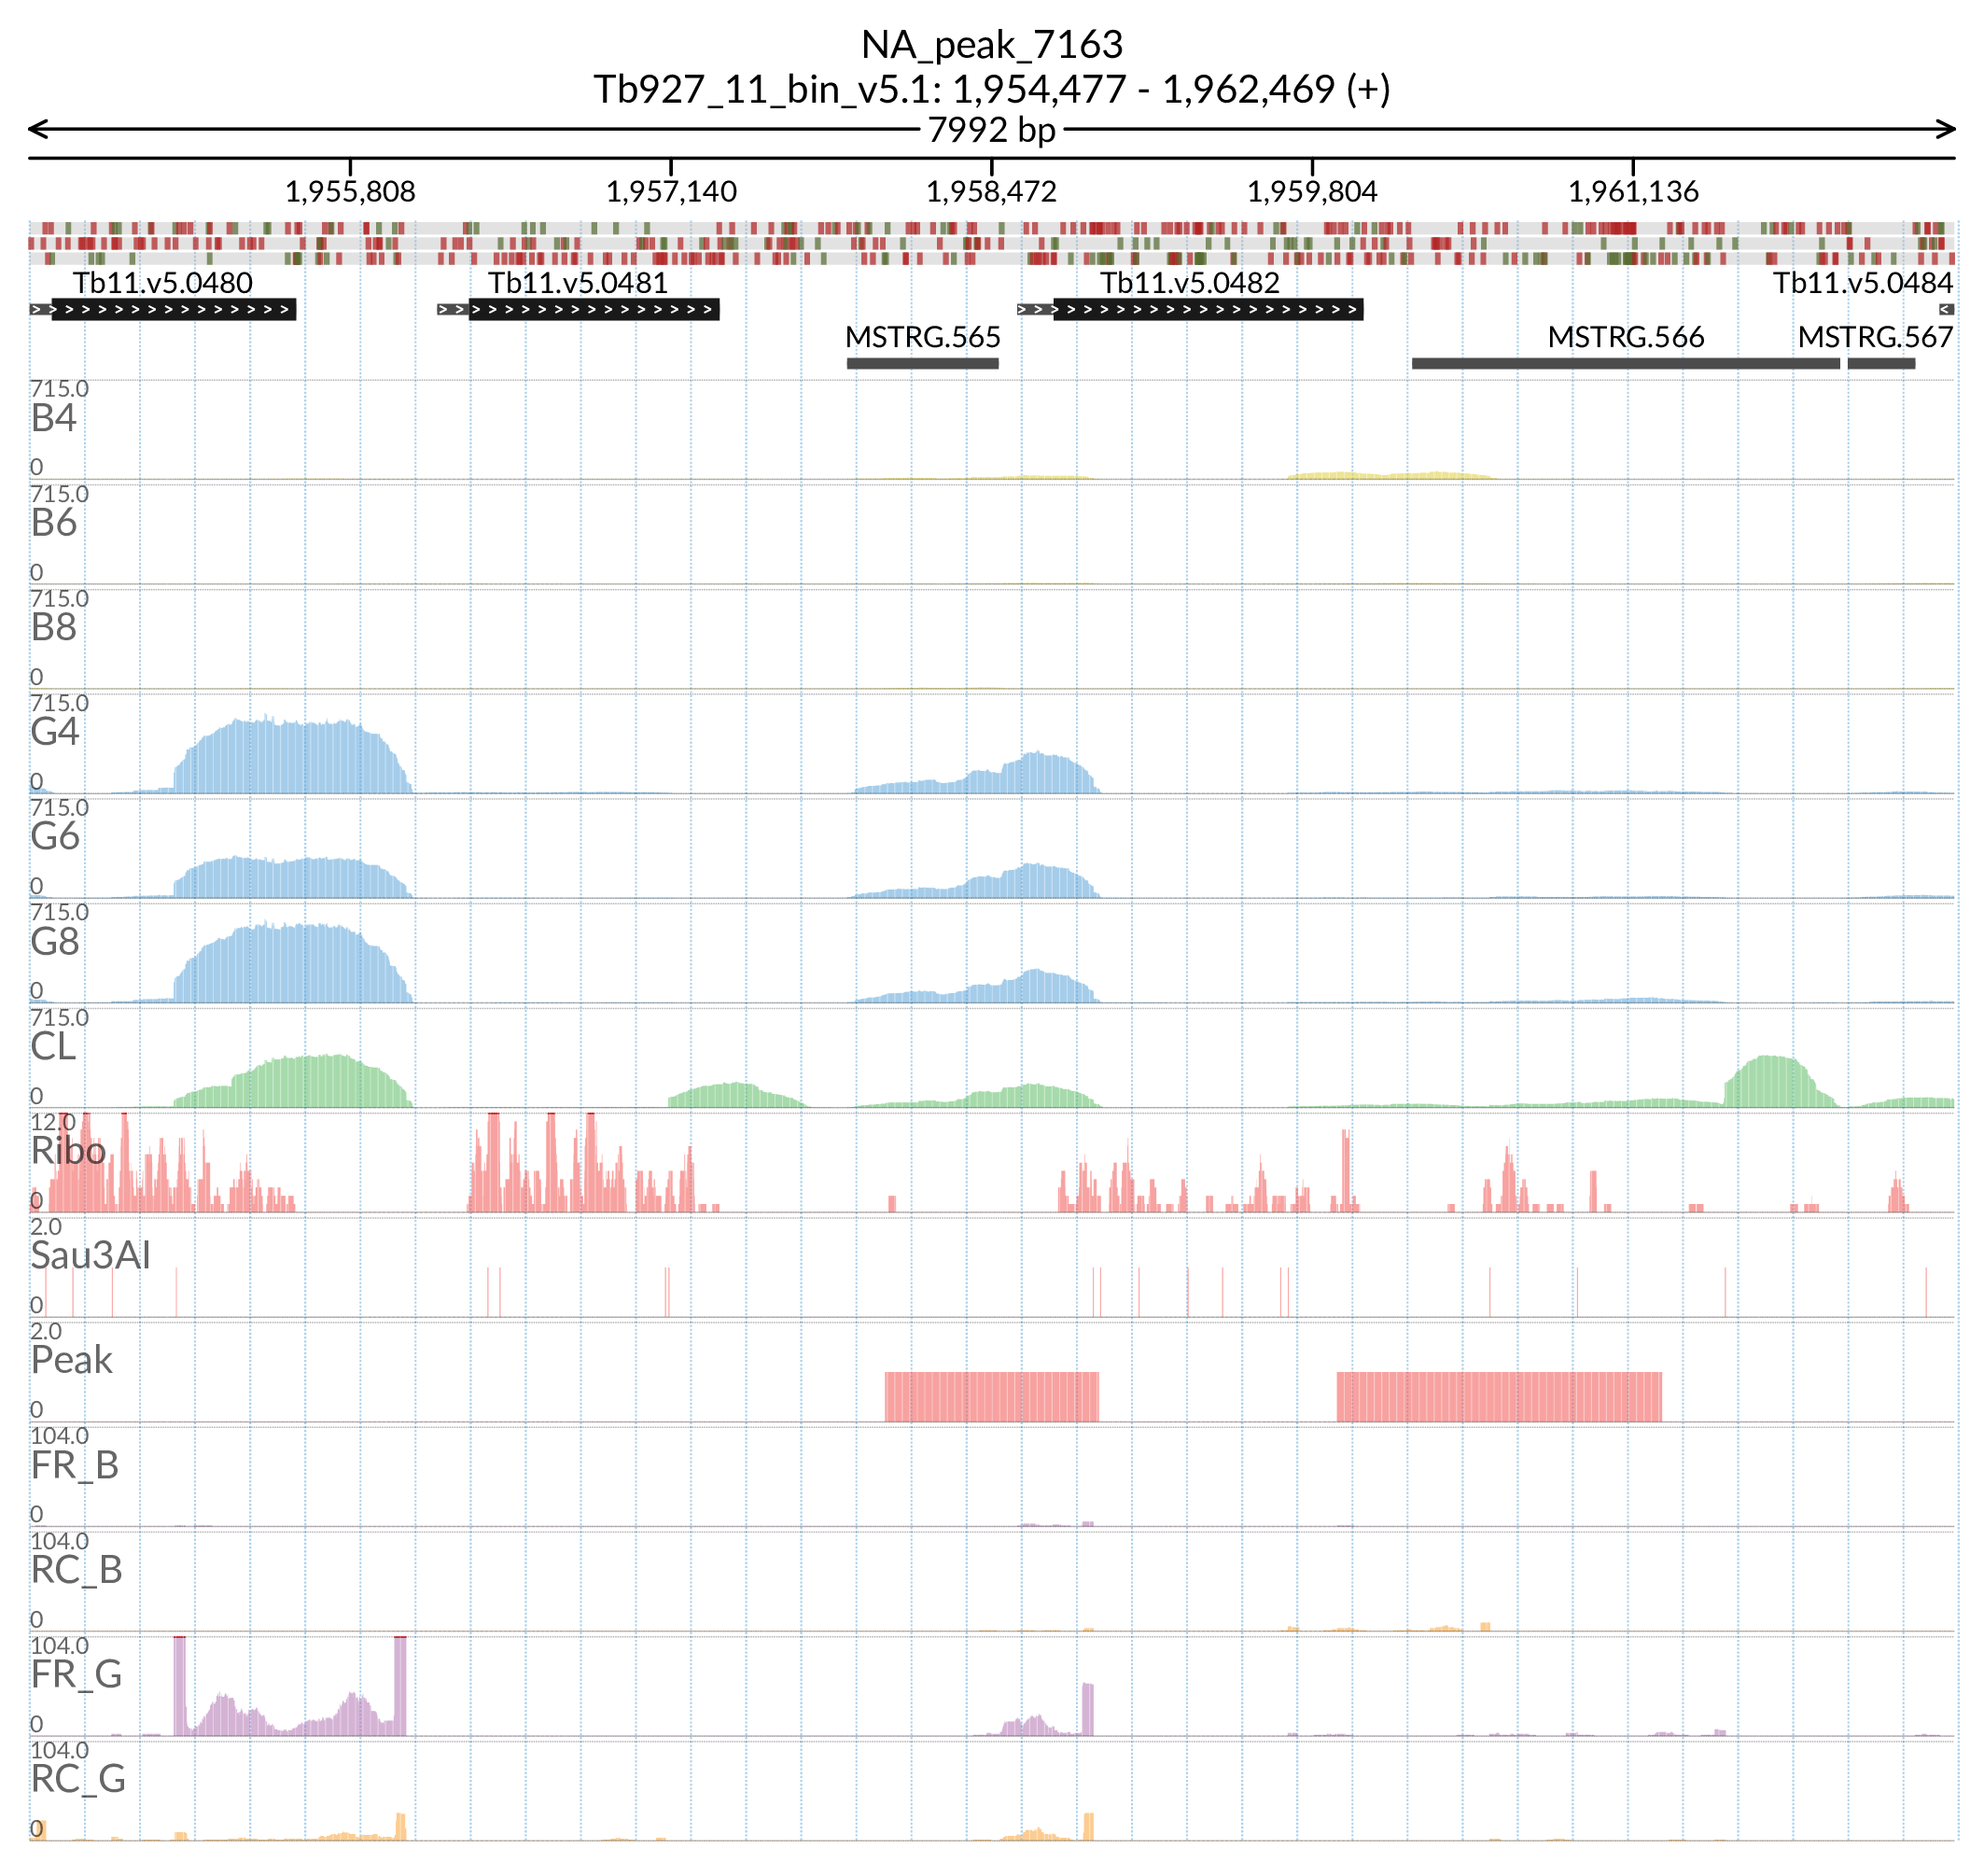 NA_peak_7163
Tb927_11_bin_v5.1: 1,954,477 - 1,962,469 (+)
7992 bp
1,955,808 1,957,140 1,958,472 1,959,804 1,961,136
Tb11.v5.0480 Tb11.v5.0481 Tb11.v5.0482 Tb11.v5.0484
MSTRG.565 MSTRG.566 MSTRG.567
715.0
B4
0
715.0
B6
0
715.0
B8
0
715.0
G4
0
715.0
G6
0
715.0
G8
0
715.0
CL
0
12.0
Ribo
0
2.0
Sau3AI
0
2.0
Peak
0
104.0
FR_B
0
104.0
RC_B
0
104.0
FR_G
0
104.0
RC_G
0